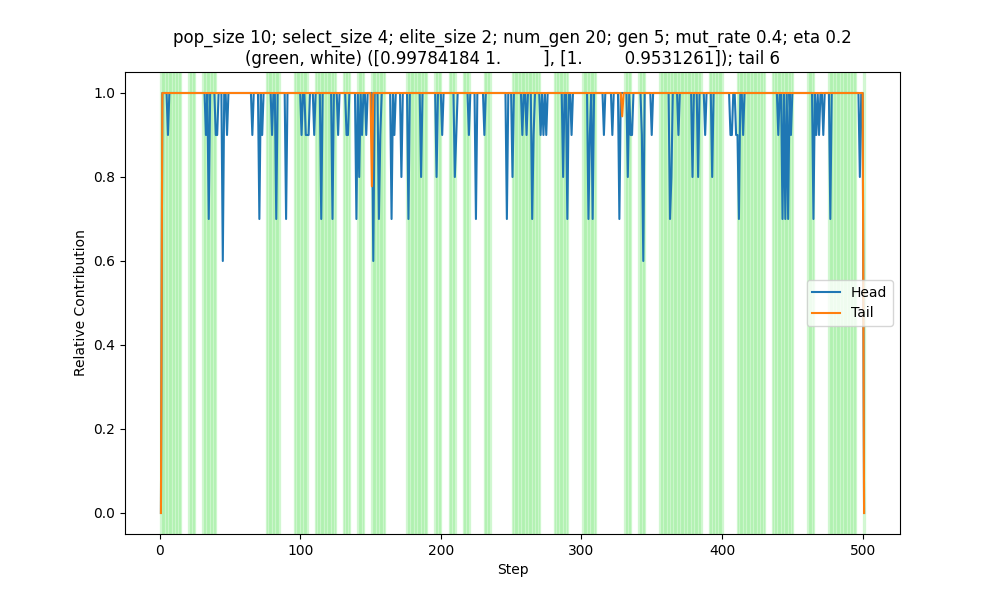 pop_size 10; select_size 4; elite_size 2; num_gen 20; gen 5; mut_rate 0.4; eta 0.2
(green, white) ([0.99784184 1.        ], [1.        0.9531261]); tail 6
1.0
0.8
0.6
0.4
0.2
0.0
Relative Contribution
Head
Tail
0 100 200 300 400 500
Step